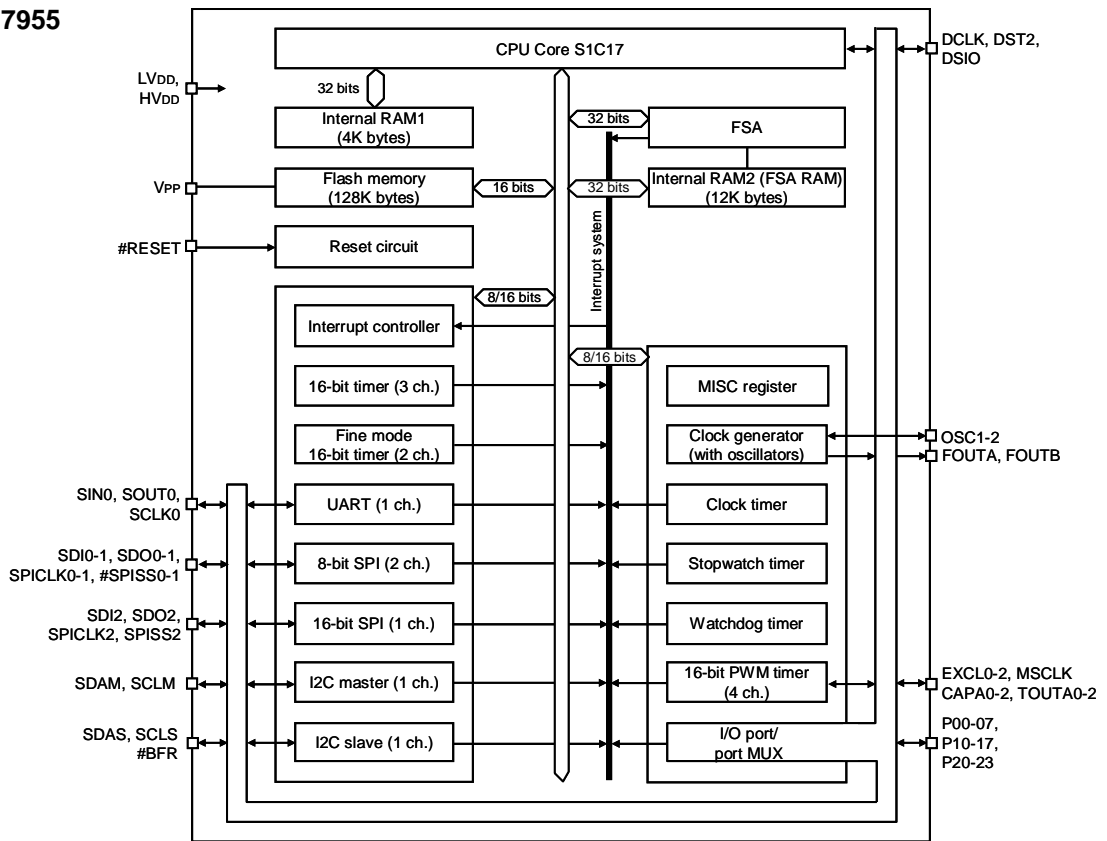 7955
CPU Core S1C17
DCLK, DST2,
DSIO
LVDD,
HVDD
32 bits
Internal RAM1
(4K bytes)
32 bits
FSA
VPP
Flash memory
(128K bytes)
16 bits
32 bits
Internal RAM2 (FSA RAM)
(12K bytes)
#RESET
Reset circuit
Interrupt system
8/16 bits
Interrupt controller
8/16 bits
16-bit timer (3 ch.)
MISC register
Fine mode
16-bit timer (2 ch.)
Clock generator
(with oscillators)
OSC1-2
FOUTA, FOUTB
SIN0, SOUT0,
SCLK0
UART (1 ch.)
Clock timer
SDI0-1, SDO0-1,
SPICLK0-1, #SPISS0-1
8-bit SPI (2 ch.)
Stopwatch timer
SDI2, SDO2,
SPICLK2, SPISS2
16-bit SPI (1 ch.)
Watchdog timer
SDAM, SCLM
I2C master (1 ch.)
16-bit PWM timer
(4 ch.)
EXCL0-2, MSCLK
CAPA0-2, TOUTA0-2
SDAS, SCLS
#BFR
I2C slave (1 ch.)
I/O port/
port MUX
P00-07,
P10-17,
P20-23